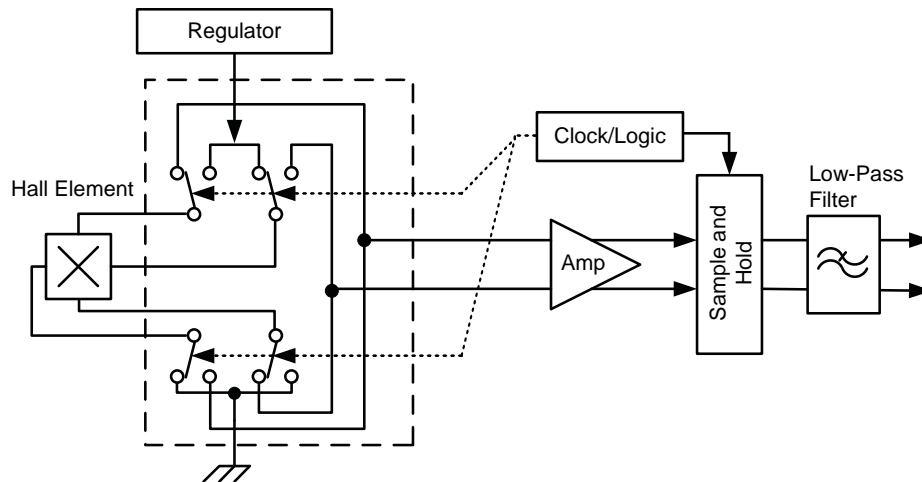 Regulator
Clock/Logic
Hall Element
Low-Pass
Filter
Amp
Sample and
Hold